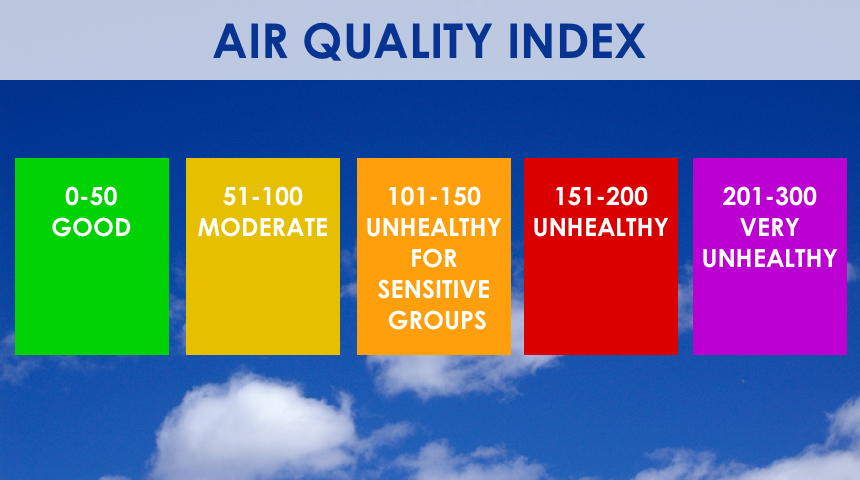 AIR QUALITY INDEX
0-50
GOOD
51-100
MODERATE
101-150
UNHEALTHY
FOR
SENSITIVE
GROUPS
151-200
UNHEALTHY
201-300
VERY
UNHEALTHY